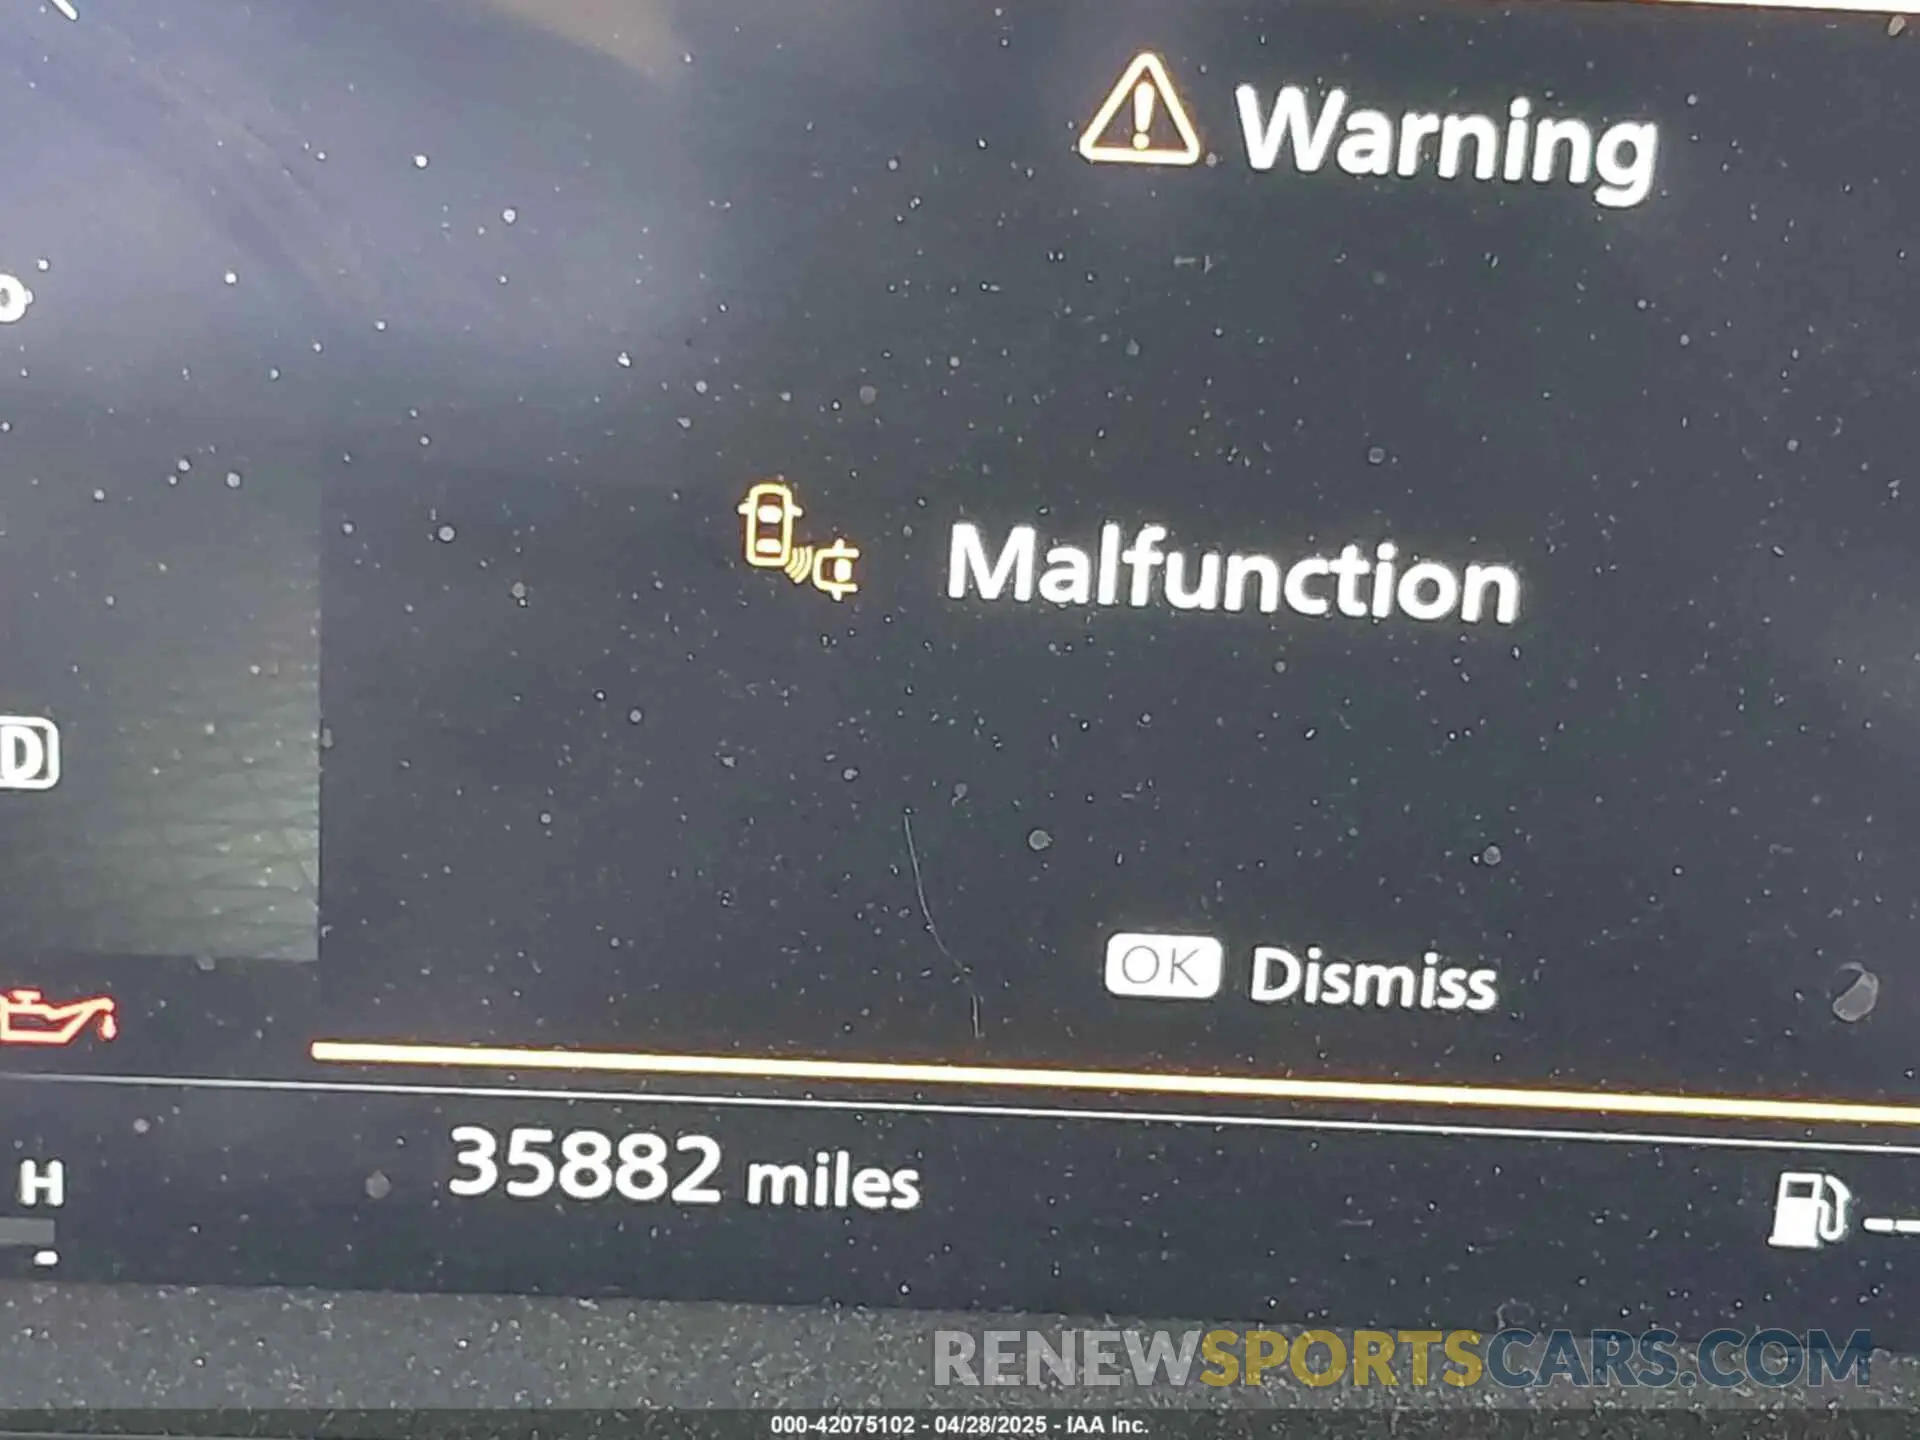 Warning
Malfunction
D
OK Dismiss
35882 miles
H
RENEWSPORTSCARS.COM
000-42075102 - 04/28/2025 - IAA Inc.